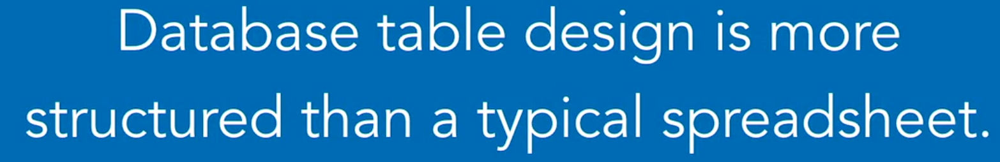 Database table design is more
structured than a typical spreadsheet.